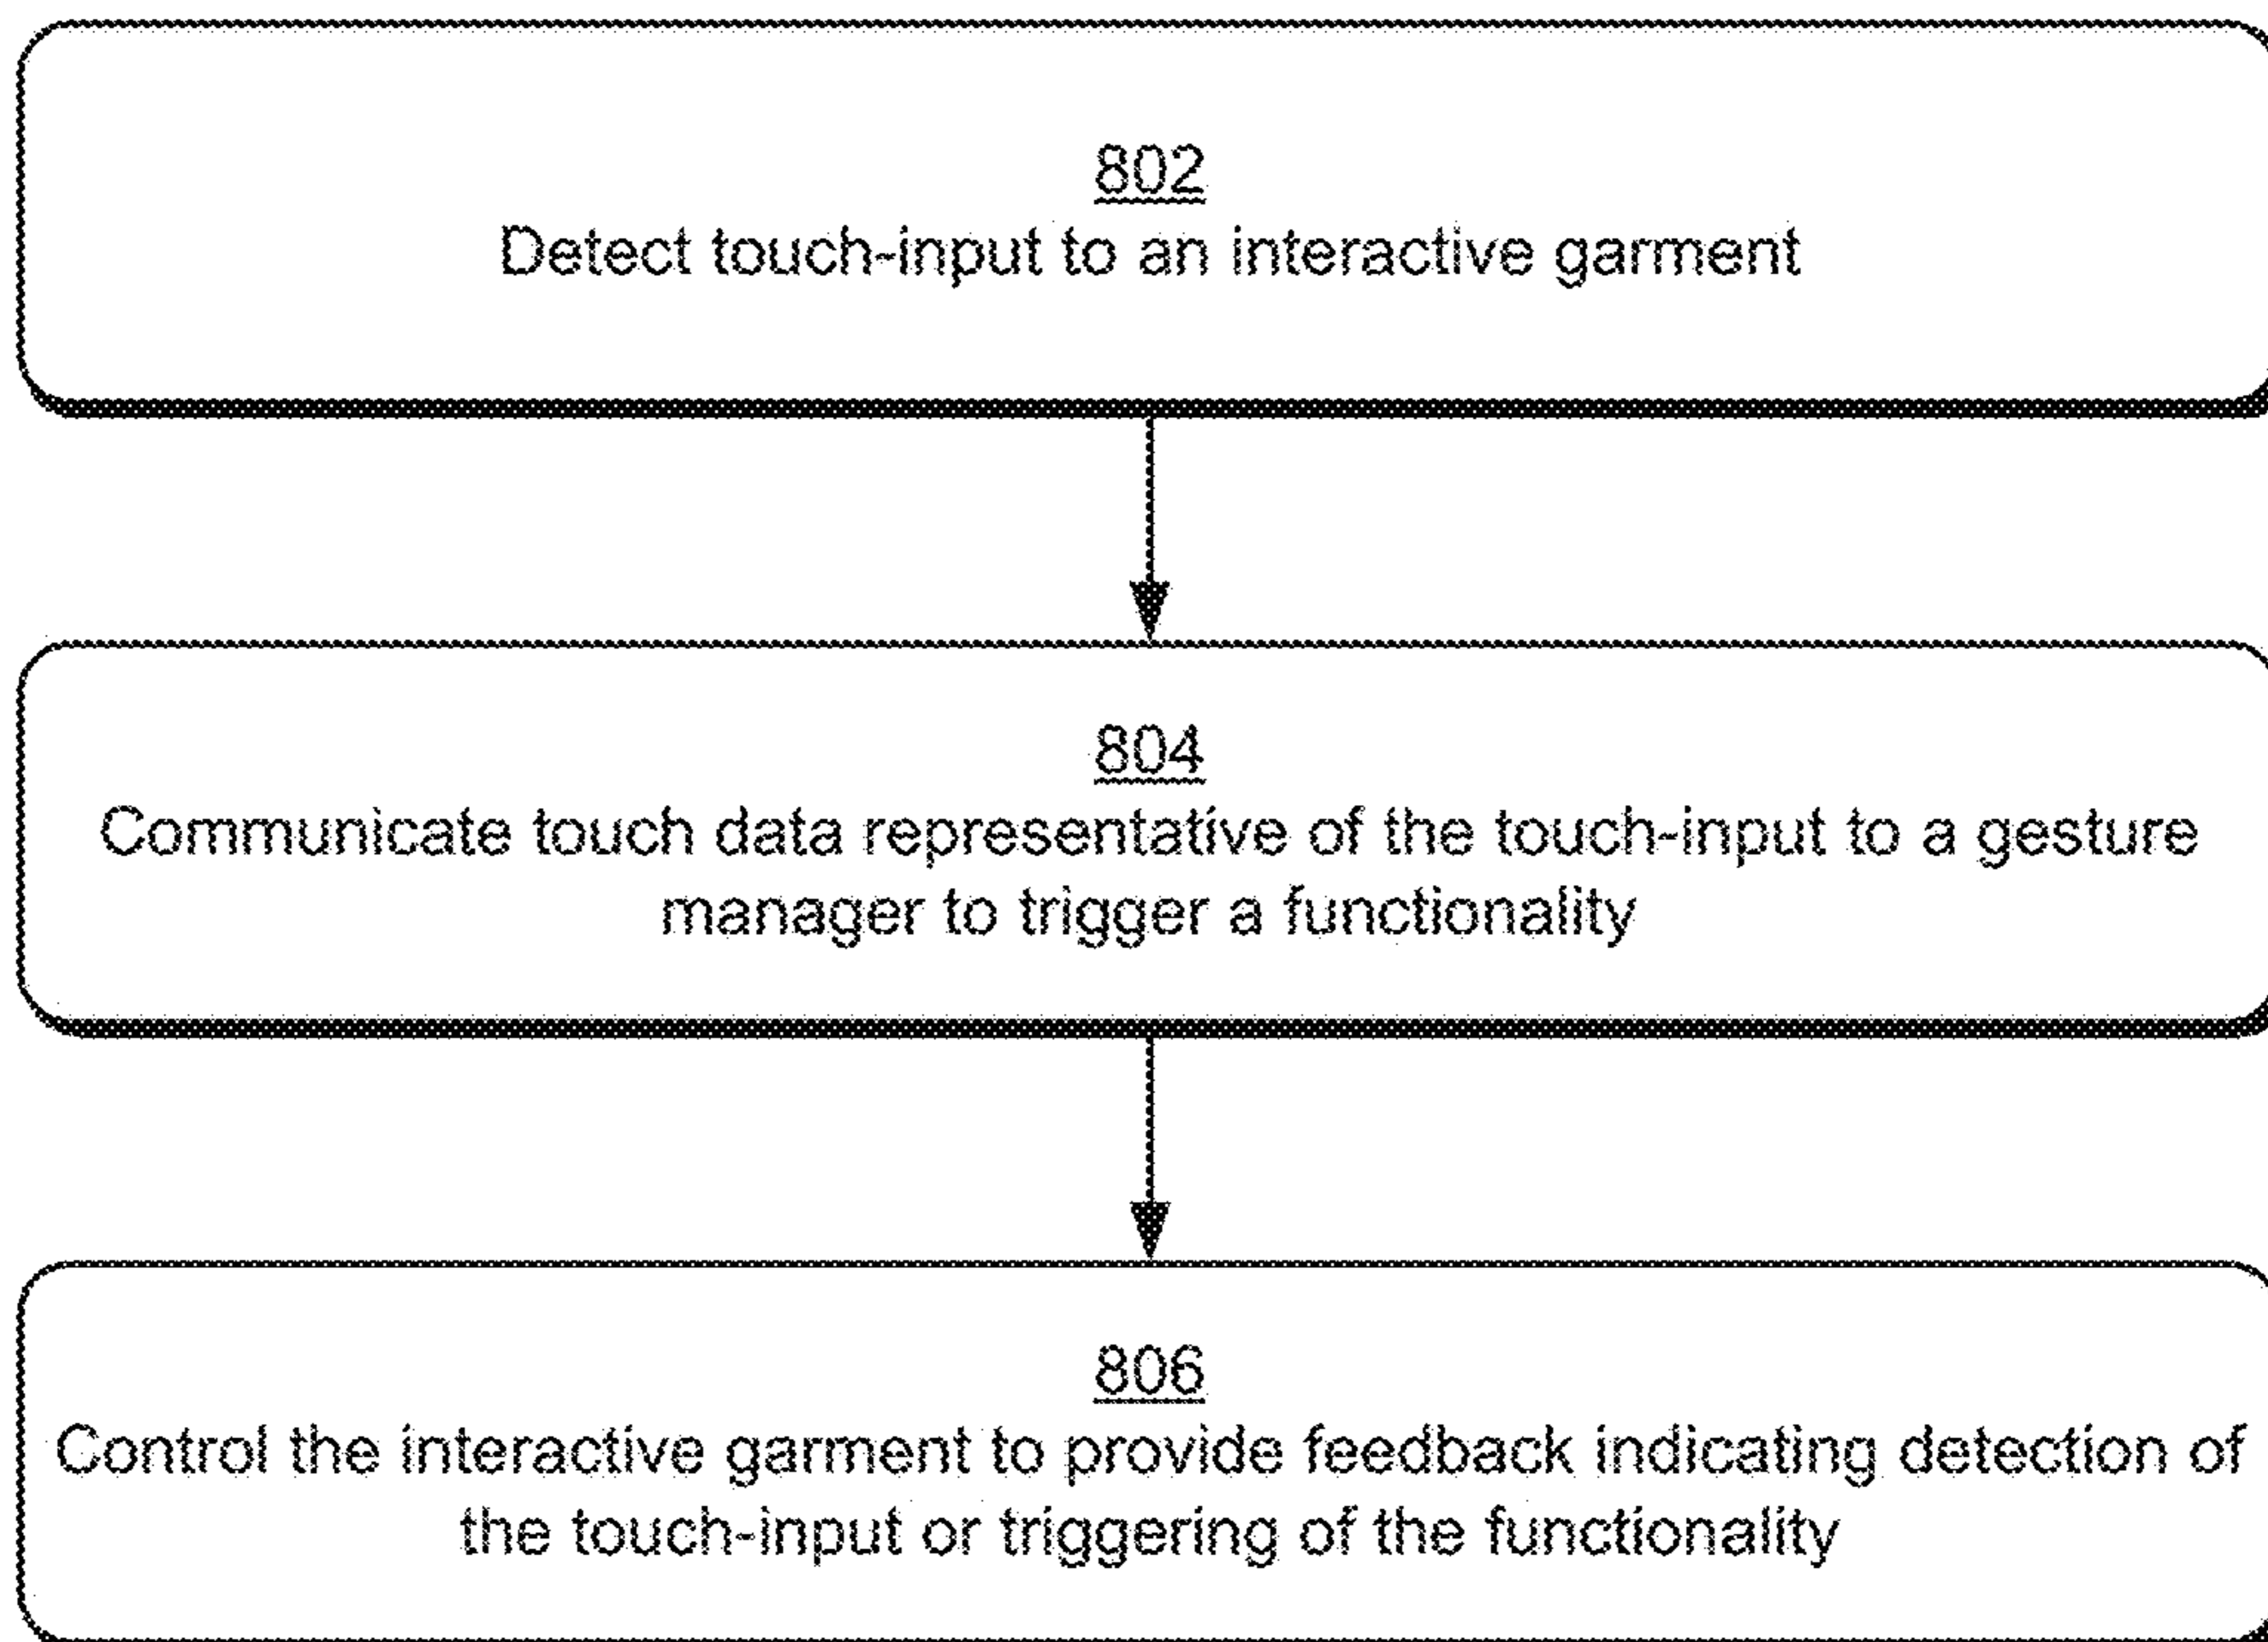 802
Detect touch-input to an interactive garment
804
Communicate touch data representative of the touch-input to a gesture
manager to trigger a functionality
806
Control the interactive garment to provide feedback indicating detection of
the touch-input or triggering of the functionality